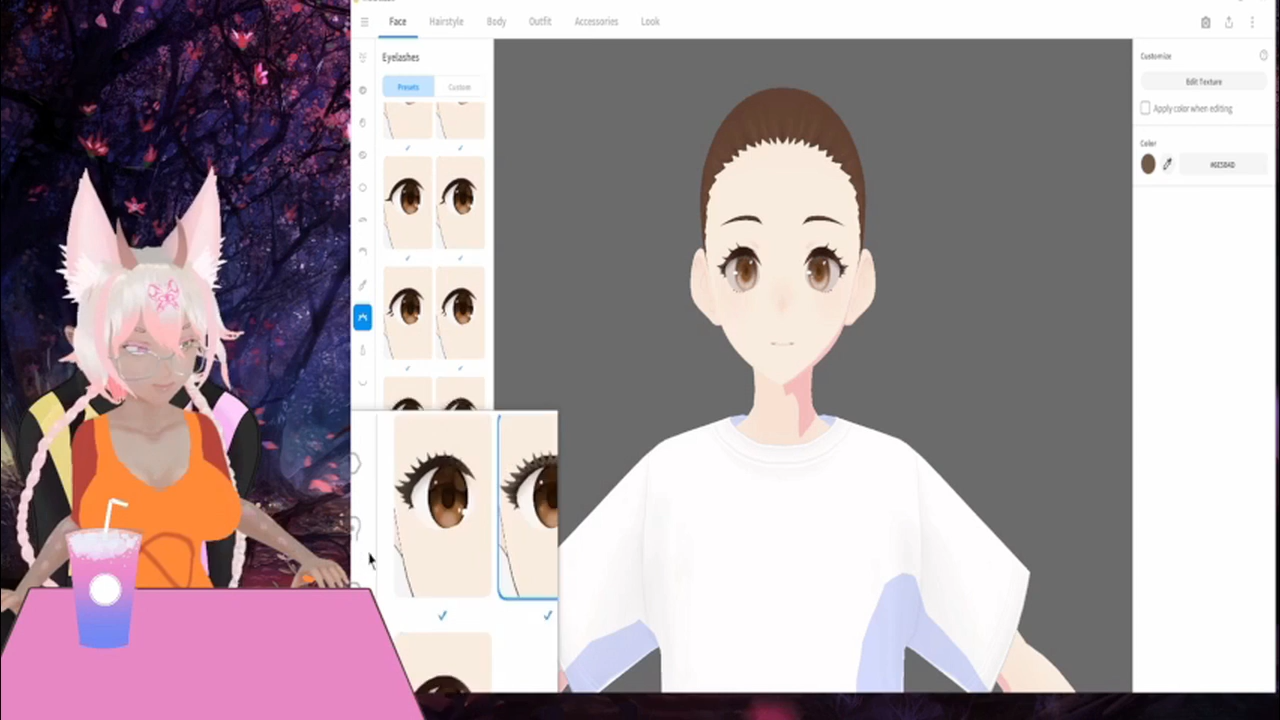 Face Hairstyle Body Outfit Accessories Look
Eyelashes
Presets Custom
Customize
Edit Texture
Apply color when editing
Color